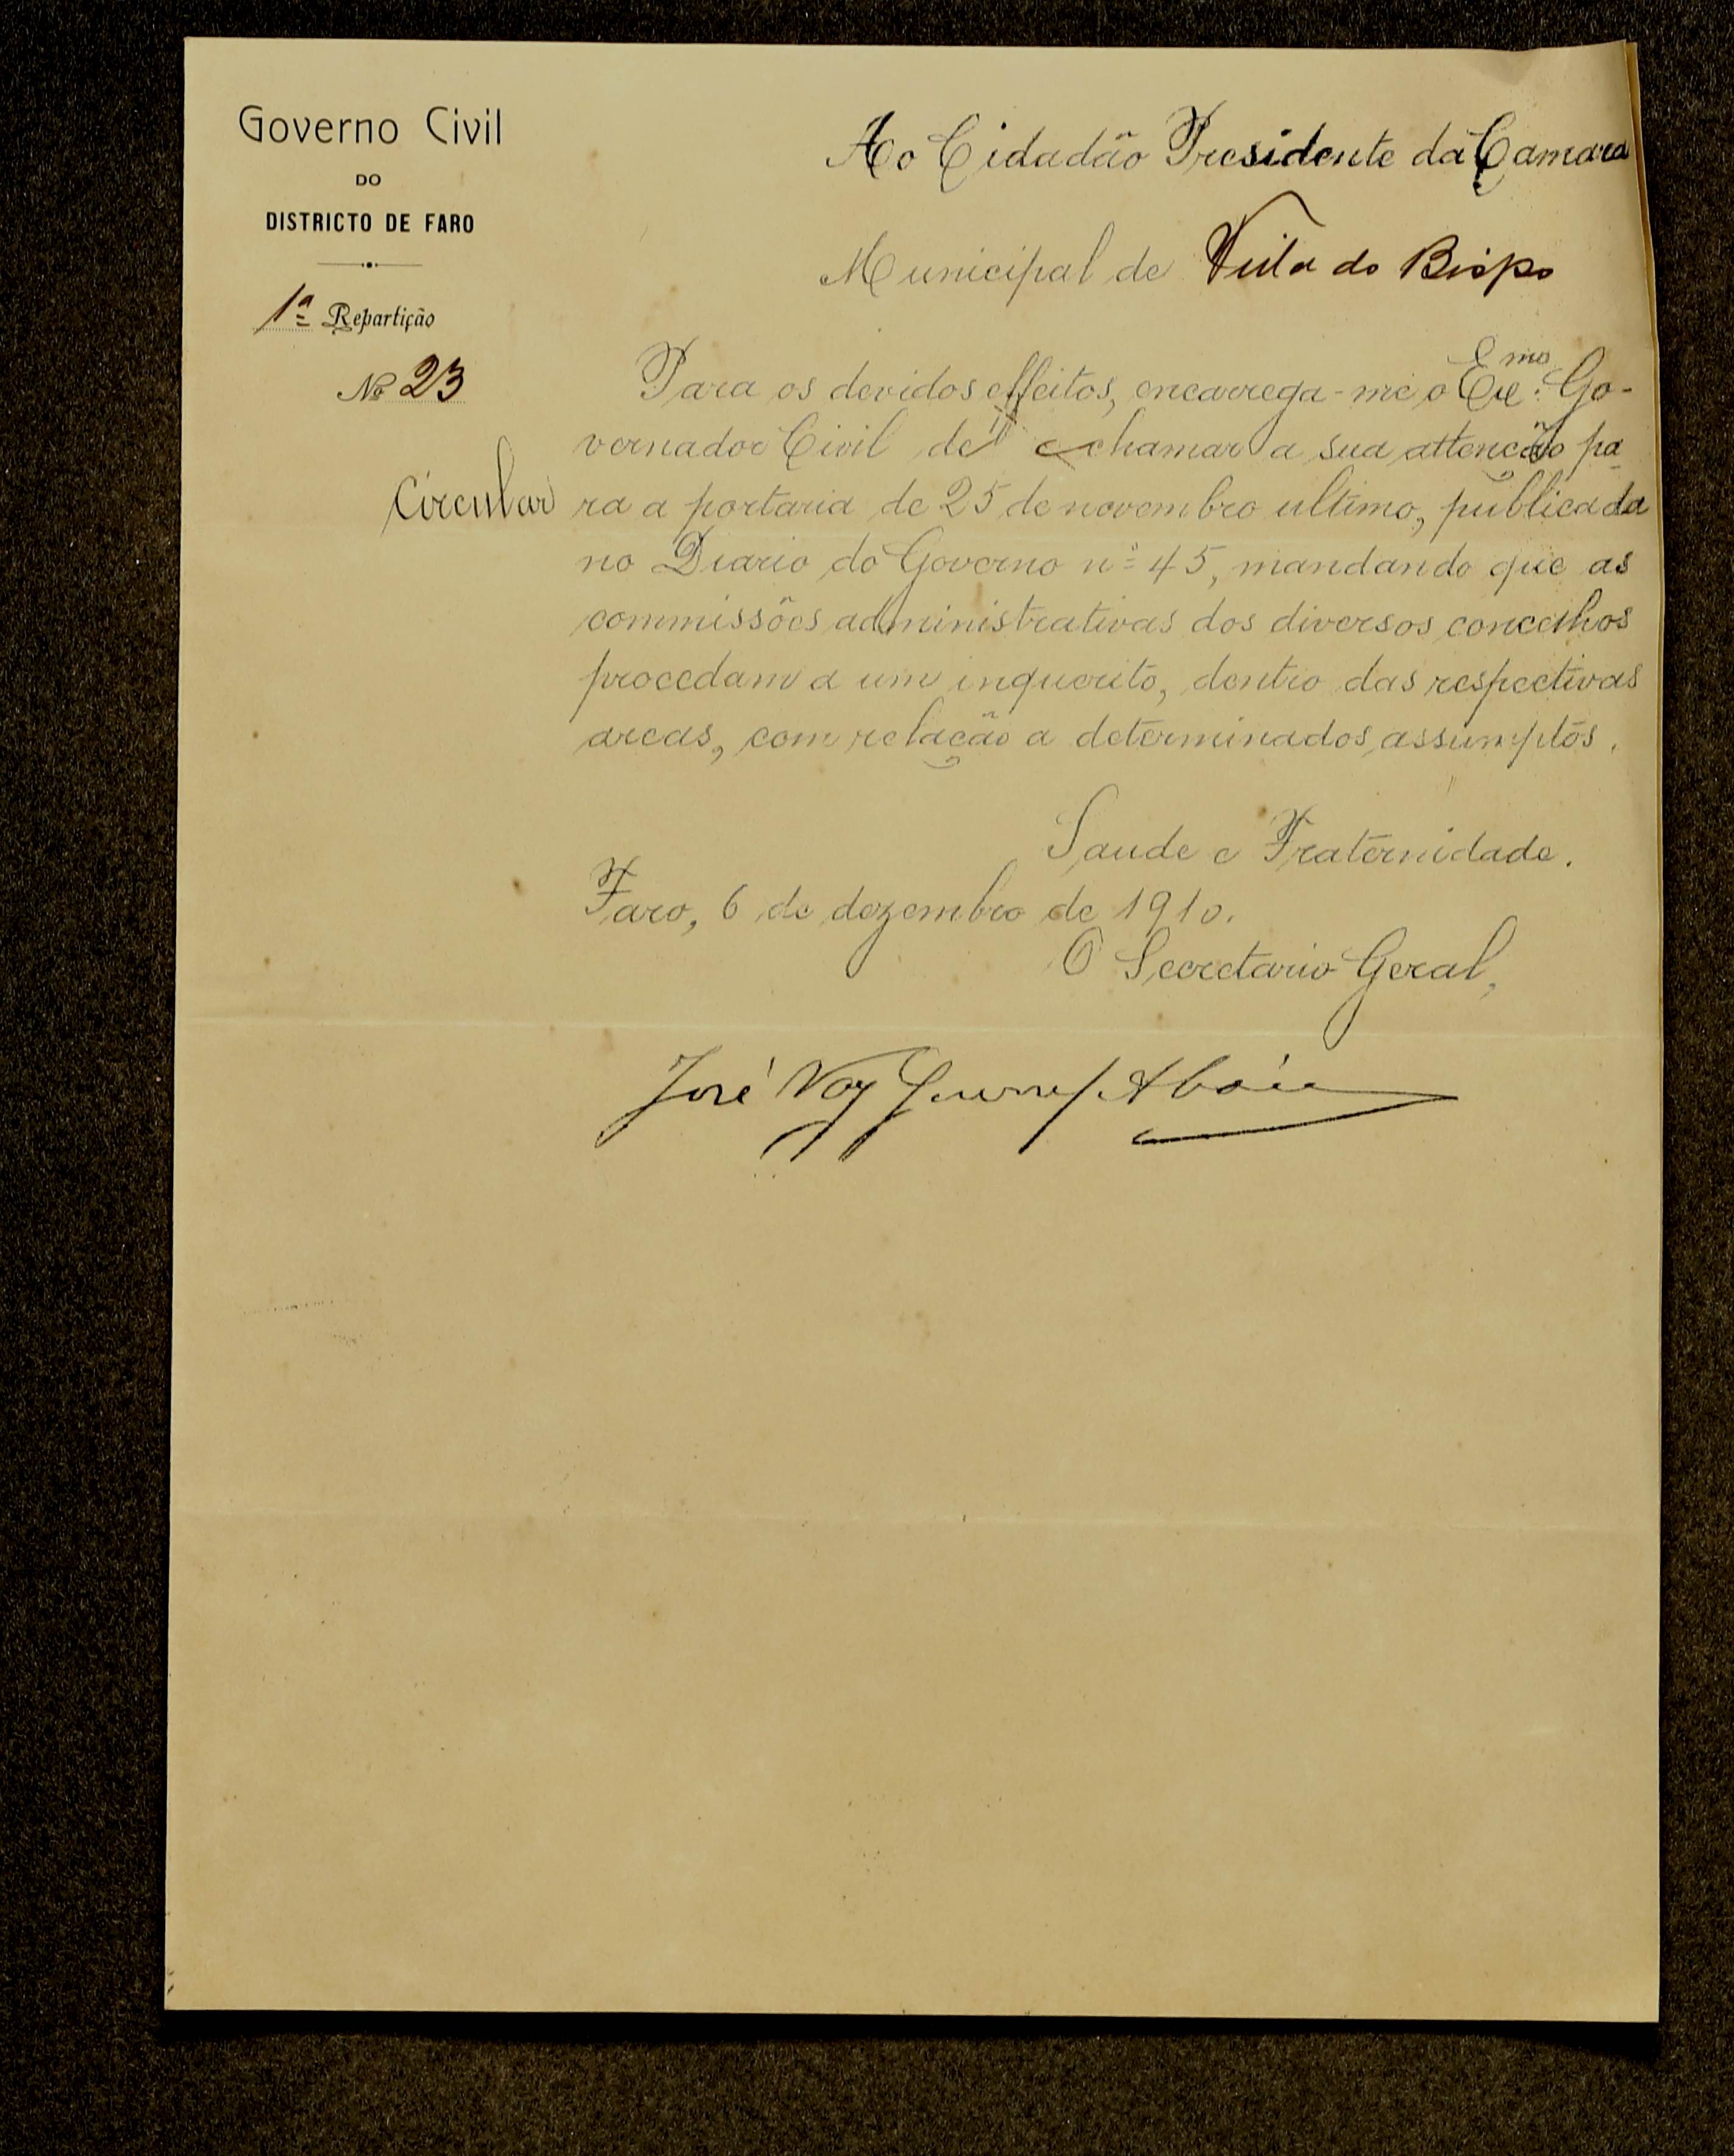 Governo Civil
DO
DISTRICTO DE FARO
1ª Repartição
Nº 23
Circular
Ao Cidadão Presidente da Camara
Municipal de Villa do Bispo
Para os devidos effeitos, encarrega-me o Exmo. Go-
vernador Civil de chamar a sua attenção pa-
ra a portaria de 25 de novembro ultimo, publicada
no Diario do Governo nº 45, mandando que as
commissões administrativas dos diversos concelhos
procedam a um inquerito, dentro das respectivas
areas, com relação a determinados assumptos.
Saude e Fraternidade.
Faro, 6 de dezembro de 1910.
O Secretario Geral,
José Vaz Aboim